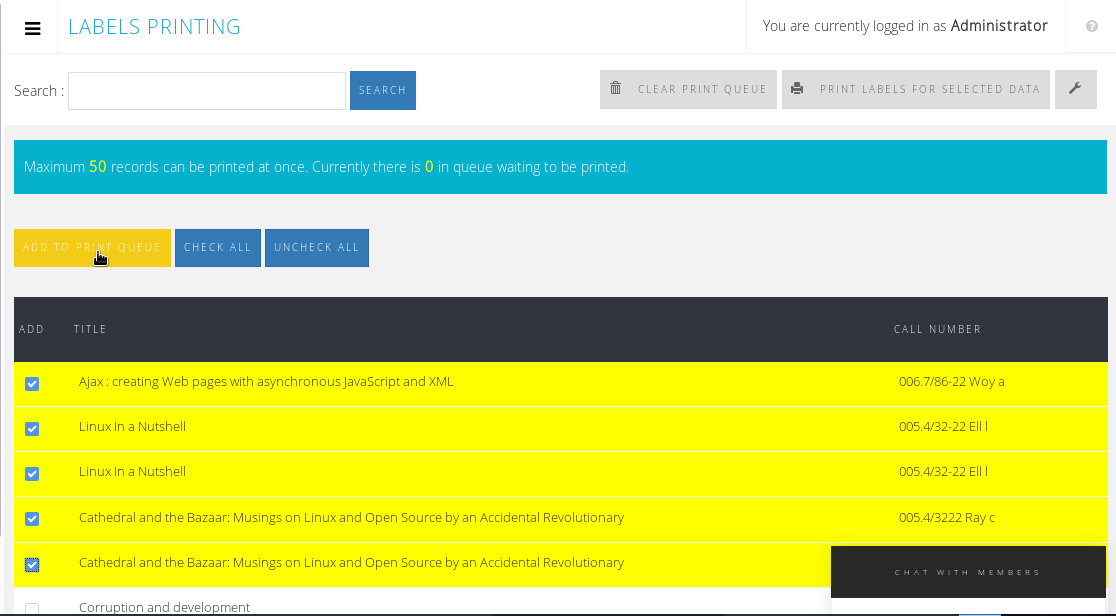 LABELS PRINTING
You are currently logged in as Administrator
Search :
SEARCH
CLEAR PRINT QUEUE
PRINT LABELS FOR SELECTED DATA
Maximum 50 records can be printed at once. Currently there is 0 in queue waiting to be printed.
ADD TO PRINT QUEUE
CHECK ALL
UNCHECK ALL
ADD TITLE CALL NUMBER
Ajax : creating Web pages with asynchronous JavaScript and XML 006.7/86-22 Woy a
Linux In a Nutshell 005.4/32-22 Ell l
Linux In a Nutshell 005.4/32-22 Ell l
Cathedral and the Bazaar: Musings on Linux and Open Source by an Accidental Revolutionary 005.4/3222 Ray c
Cathedral and the Bazaar: Musings on Linux and Open Source by an Accidental Revolutionary
CHAT WITH MEMBERS
Corruption and development